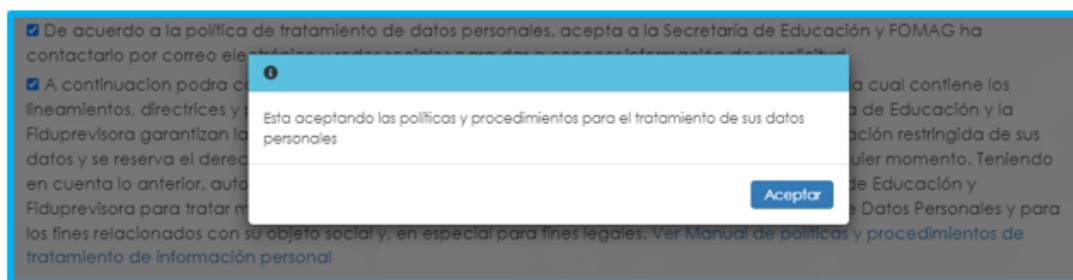 De acuerdo a la política de tratamiento de datos personales, acepta a la Secretaría de Educación y FOMAG ha
contactarlo por correo ele
A continuacion podra c la cual contiene los
lineamientos, directrices y de Educación y la
Fiduprevisora garantizan la ación restringida de sus
datos y se reserva el derec uier momento. Teniendo
en cuenta lo anterior, auto de Educación y
Fiduprevisora para tratar m Datos Personales y para
los fines relacionados con su objeto social y, en especial para fines legales. Ver Manual de políticas y procedimientos de
tratamiento de información personal
Esta aceptando las políticas y procedimientos para el tratamiento de sus datos
personales
Aceptar